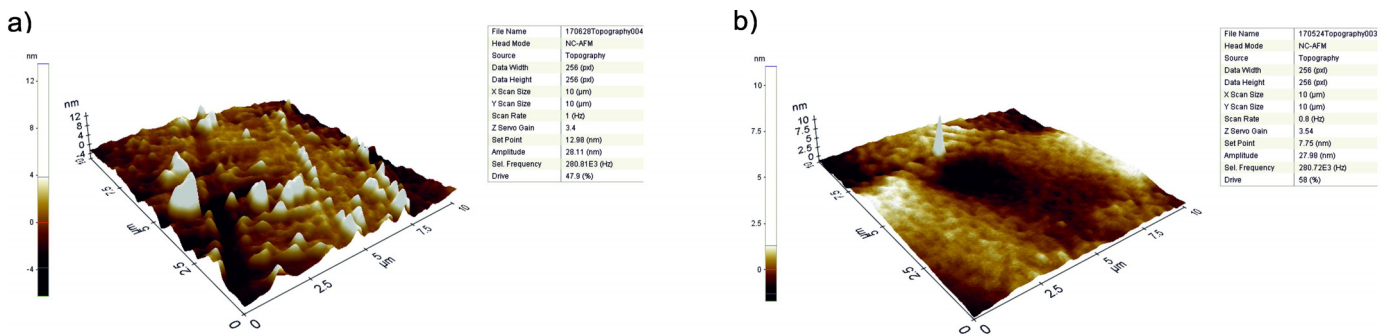 a)
nm
12
8
4
0
-4
nm
12
8
4
0
-4
10
7.5
5
µm
2.5
0
0
2.5
5
µm
7.5
10
File Name 170628Topography004
Head Mode NC-AFM
Source Topography
Data Width 256 (pxl)
Data Height 256 (pxl)
X Scan Size 10 (µm)
Y Scan Size 10 (µm)
Scan Rate 1 (Hz)
Z Servo Gain 3.4
Set Point 12.98 (nm)
Amplitude 28.11 (nm)
Sel. Frequency 280.81E3 (Hz)
Drive 47.9 (%)
b)
nm
10
7.5
5
2.5
0
nm
10
7.5
5
2.5
0
10
7.5
5
µm
2.5
0
0
2.5
5
µm
7.5
10
File Name 170524Topography003
Head Mode NC-AFM
Source Topography
Data Width 256 (pxl)
Data Height 256 (pxl)
X Scan Size 10 (µm)
Y Scan Size 10 (µm)
Scan Rate 0.8 (Hz)
Z Servo Gain 3.54
Set Point 7.75 (nm)
Amplitude 27.98 (nm)
Sel. Frequency 280.72E3 (Hz)
Drive 58 (%)